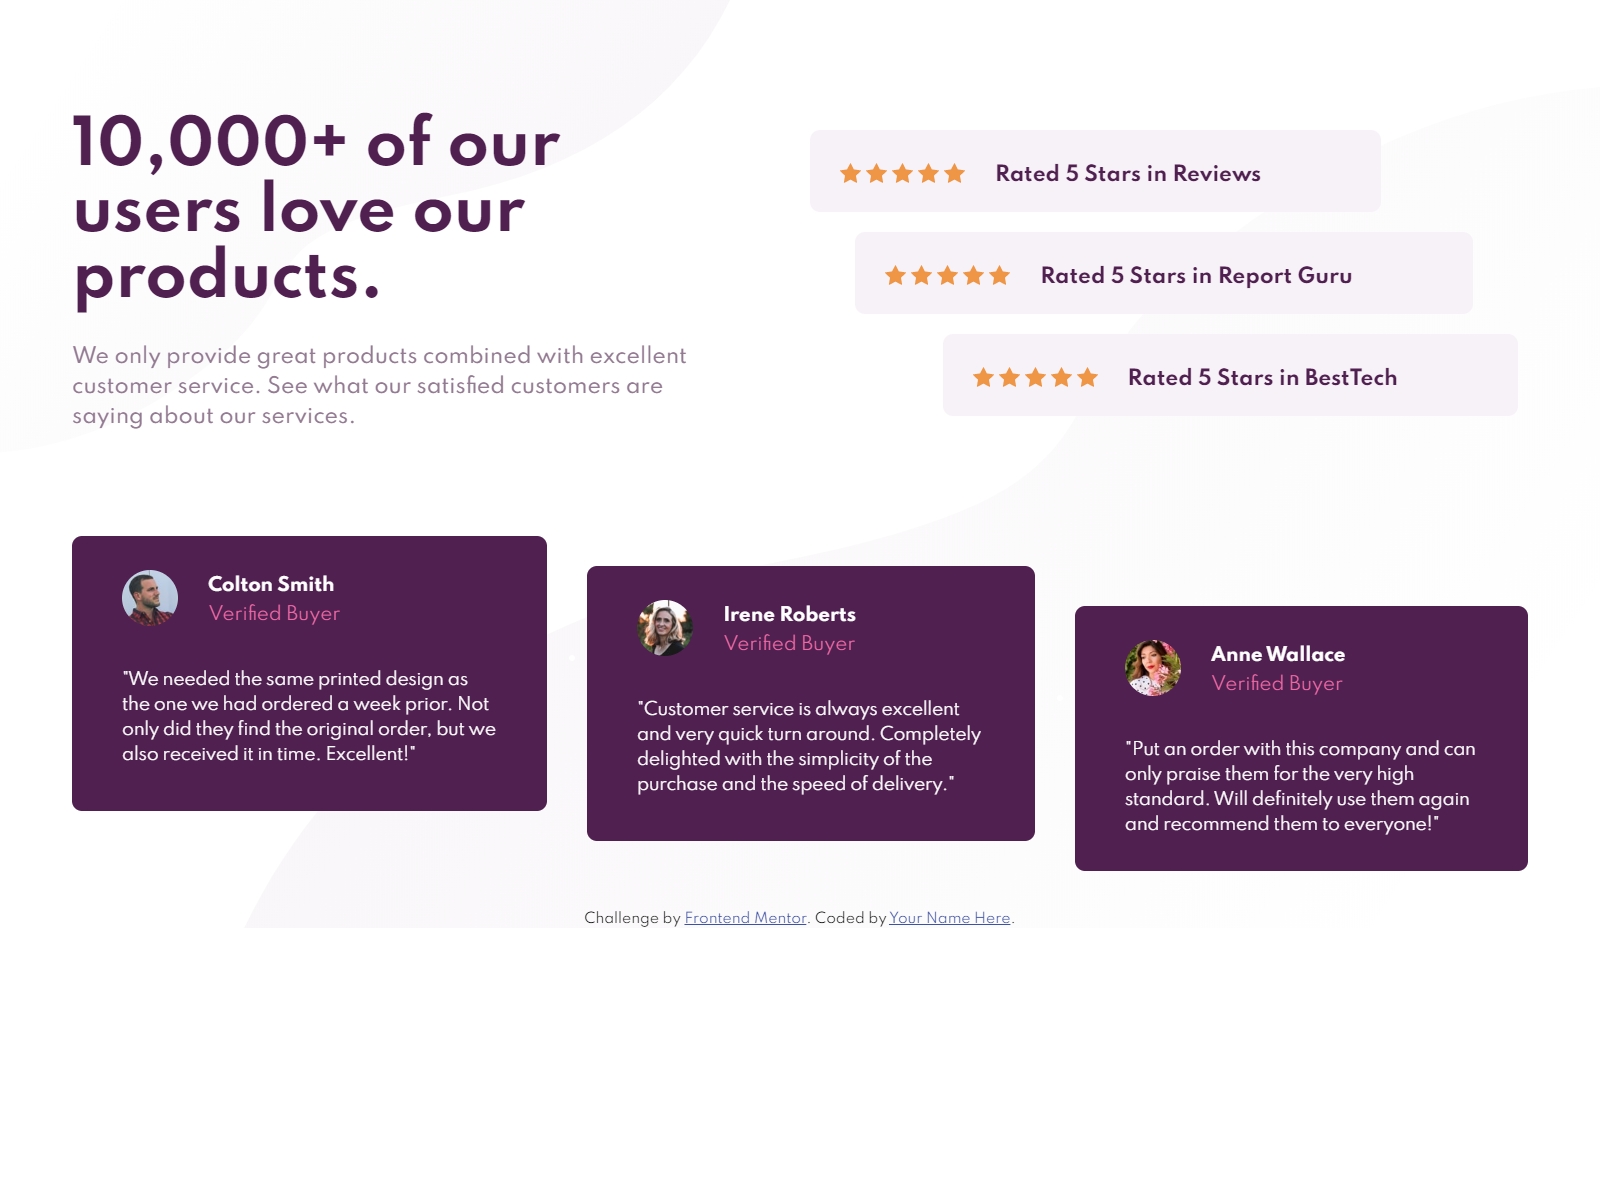 10,000+ of our
users love our
products.
We only provide great products combined with excellent
customer service. See what our satisfied customers are
saying about our services.
Rated 5 Stars in Reviews
Rated 5 Stars in Report Guru
Rated 5 Stars in BestTech
Colton Smith
Verified Buyer
"We needed the same printed design as
the one we had ordered a week prior. Not
only did they find the original order, but we
also received it in time. Excellent!"
Irene Roberts
Verified Buyer
"Customer service is always excellent
and very quick turn around. Completely
delighted with the simplicity of the
purchase and the speed of delivery."
Anne Wallace
Verified Buyer
"Put an order with this company and can
only praise them for the very high
standard. Will definitely use them again
and recommend them to everyone!"
Challenge by Frontend Mentor. Coded by Your Name Here.